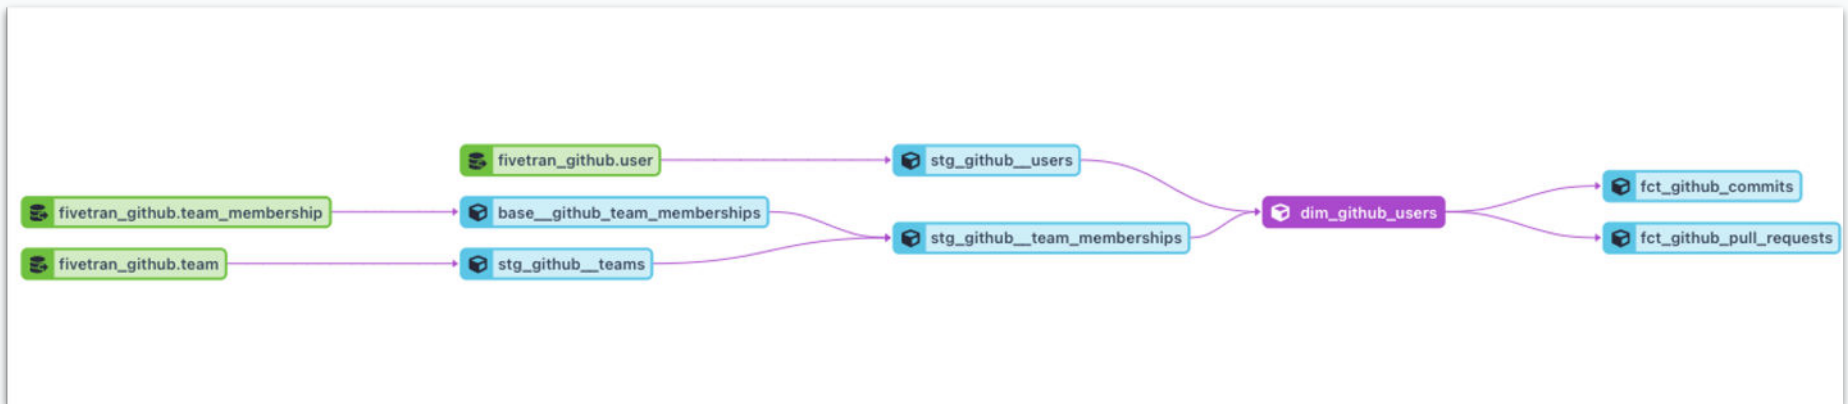 fivetran_github.user
stg_github__users
fct_github_commits
fivetran_github.team_membership
base__github_team_memberships
dim_github_users
stg_github__team_memberships
fct_github_pull_requests
fivetran_github.team
stg_github__teams